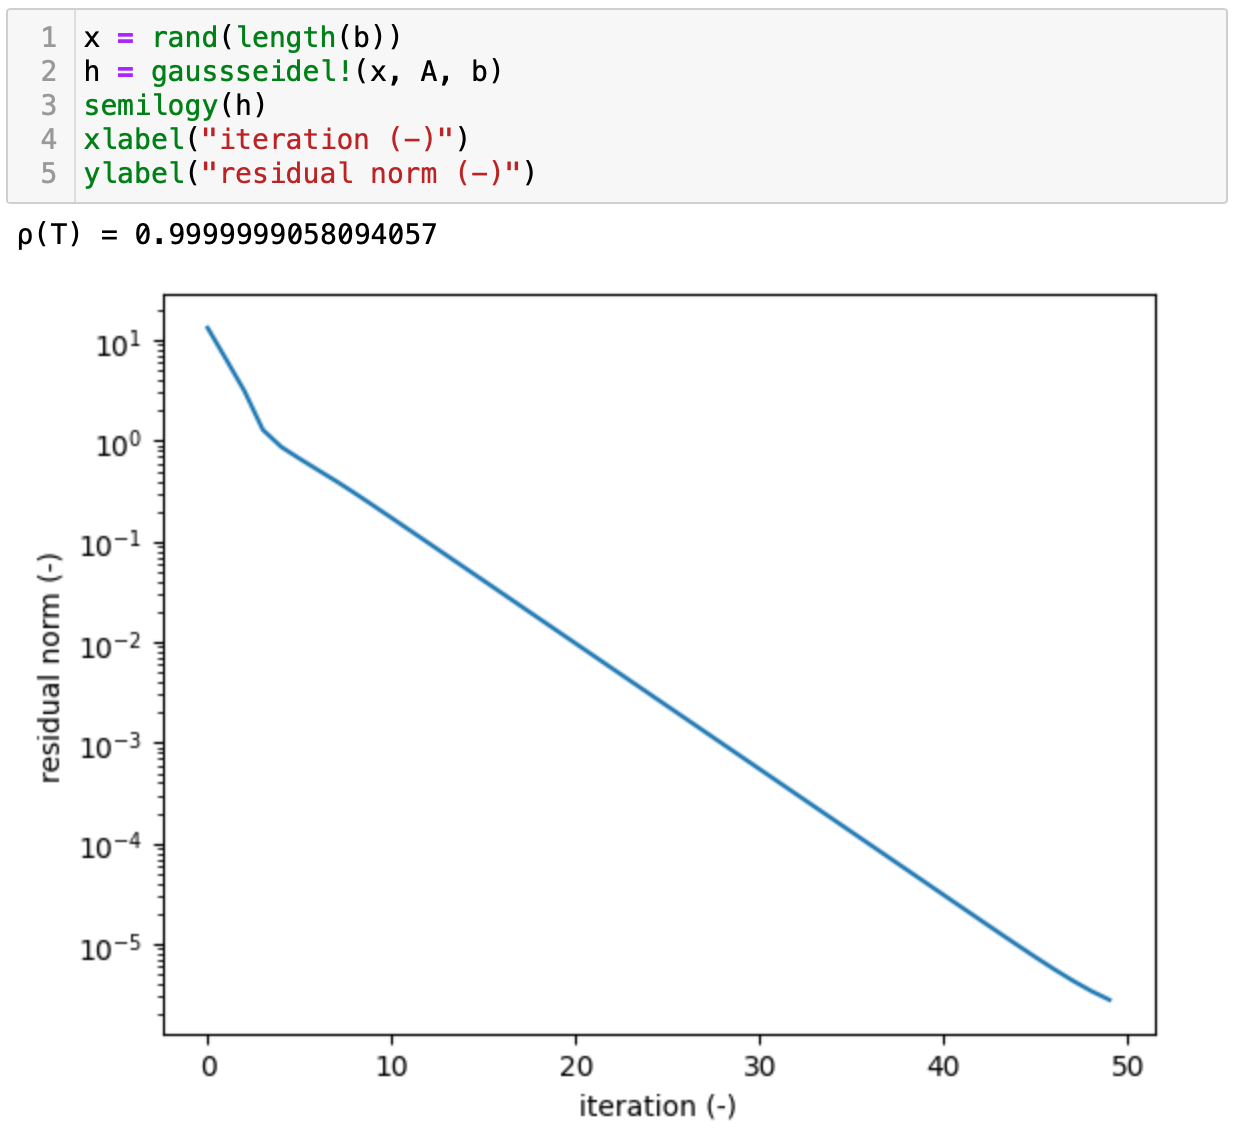 1 x = rand(length(b))
2 h = gaussseidel!(x, A, b)
3 semilogy(h)
4 xlabel("iteration (-)")
5 ylabel("residual norm (-)")
ρ(T) = 0.9999999058094057
10¹
10⁰
10⁻¹
10⁻²
10⁻³
10⁻⁴
10⁻⁵
residual norm (-)
0 10 20 30 40 50
iteration (-)